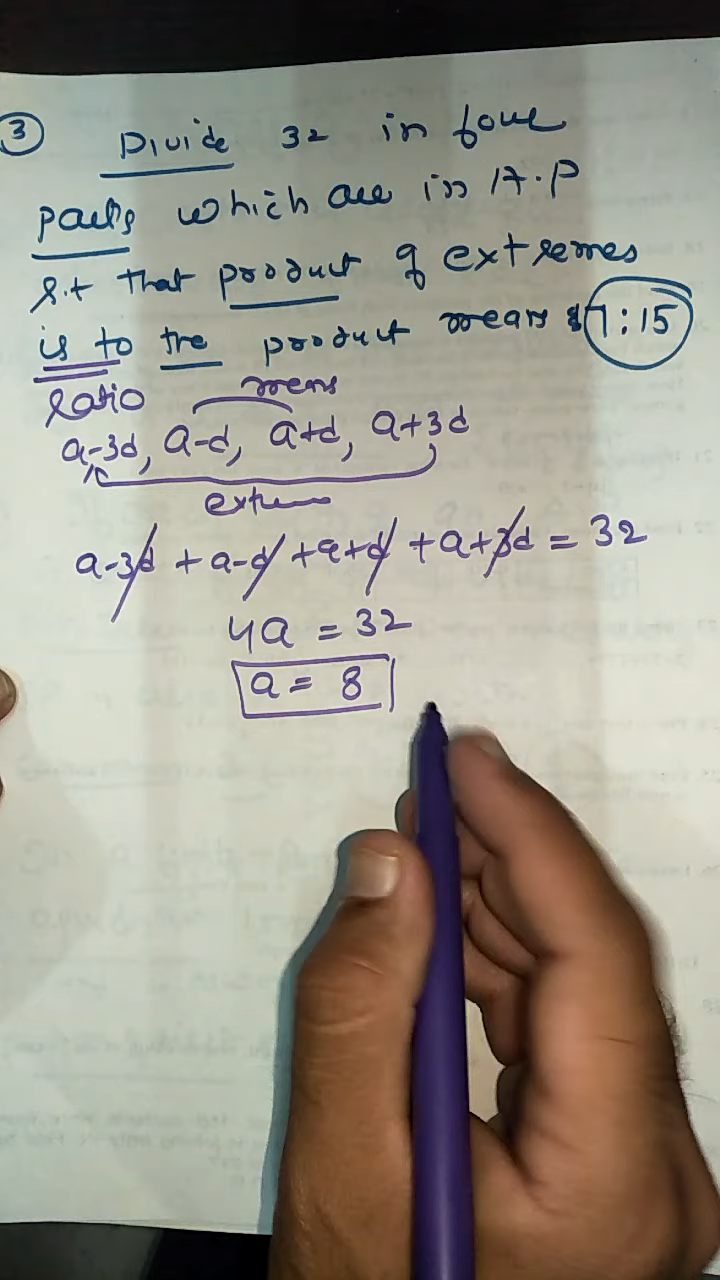 3 Divide 32 in four
parts which are in A.P
s.t that product of extremes
is to the product means is 7:15
ratio means
a-3d, a-d, a+d, a+3d
a-3d + a-d + a+d + a+3d = 32
4a = 32
a = 8